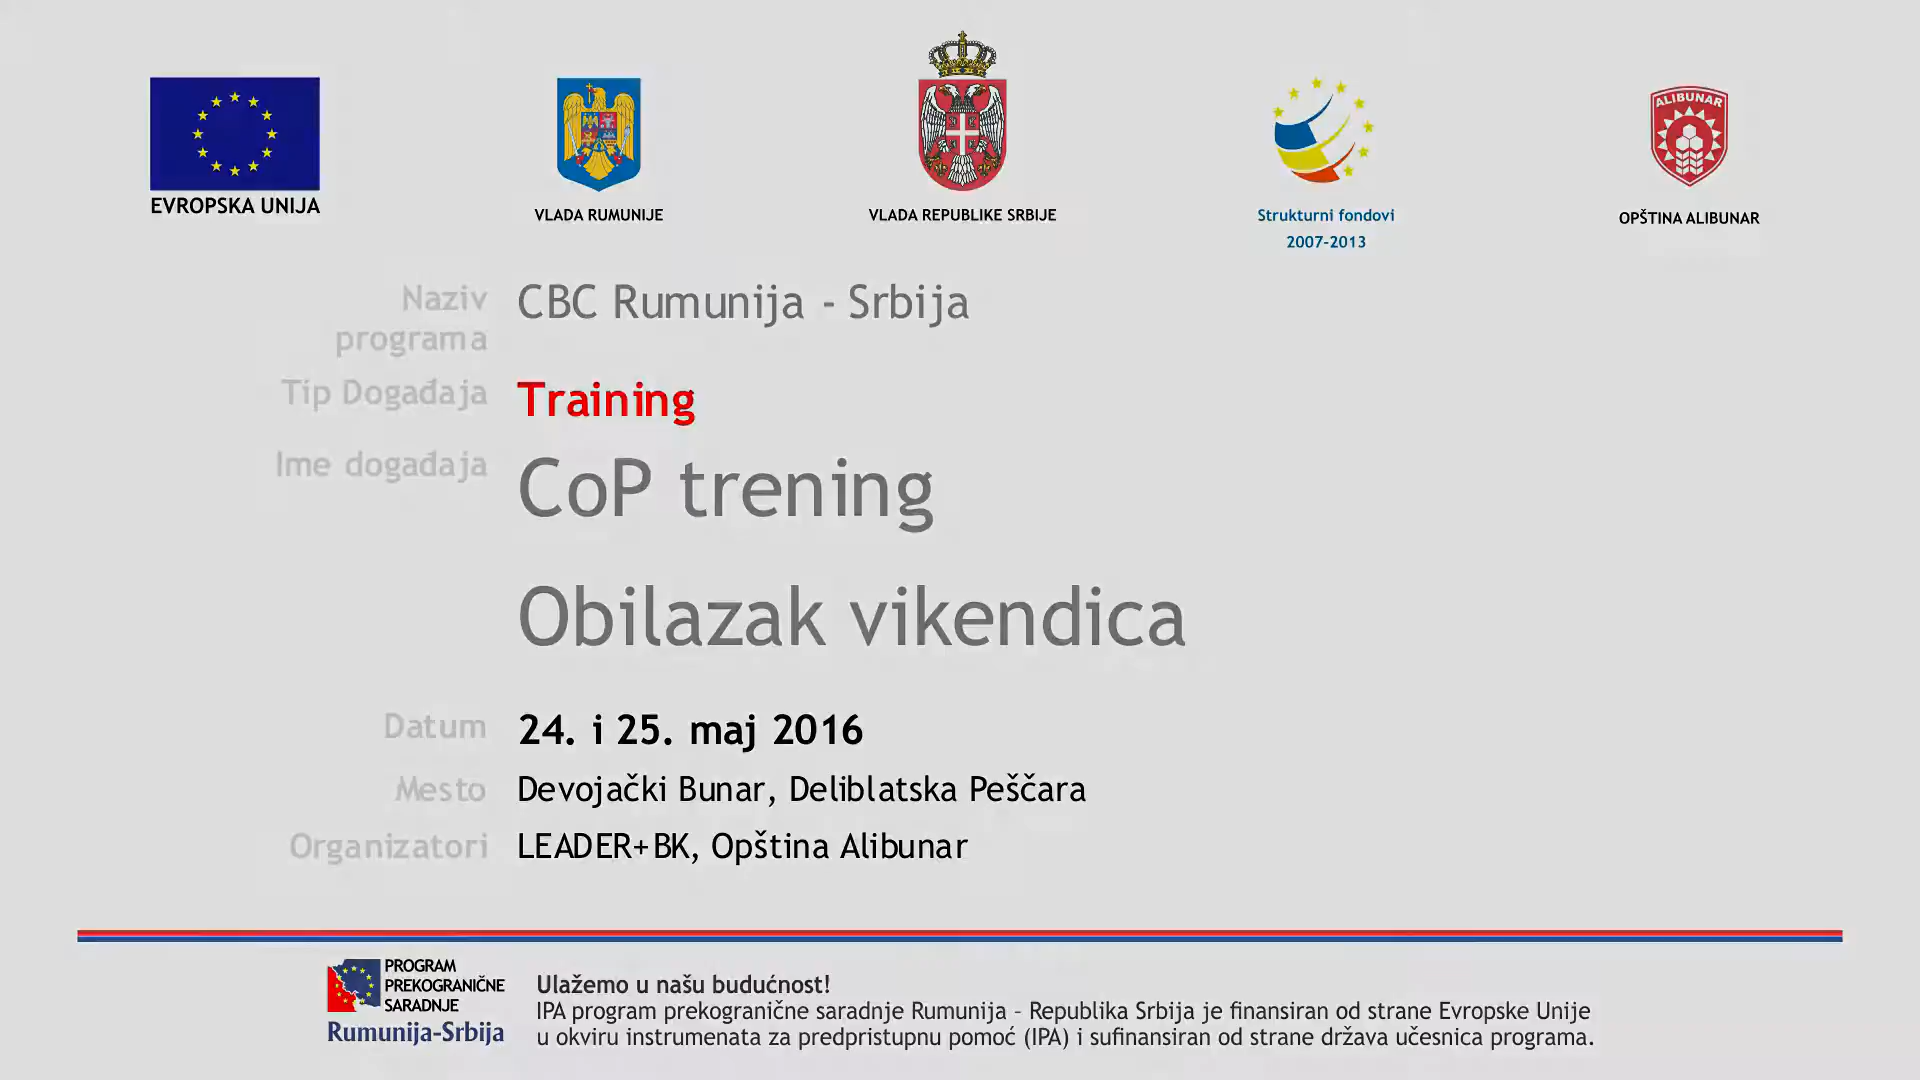 EVROPSKA UNIJA
VLADA RUMUNIJE
VLADA REPUBLIKE SRBIJE
Strukturni fondovi
2007-2013
ALIBUNAR
OPŠTINA ALIBUNAR
Naziv programa CBC Rumunija - Srbija
Tip Događaja Training
Ime događaja CoP trening
Obilazak vikendica
Datum 24. i 25. maj 2016
Mesto Devojački Bunar, Deliblatska Peščara
Organizatori LEADER+BK, Opština Alibunar
PROGRAM
PREKOGRANIČNE
SARADNJE
Rumunija-Srbija
Ulažemo u našu budućnost!
IPA program prekogranične saradnje Rumunija – Republika Srbija je finansiran od strane Evropske Unije
u okviru instrumenata za predpristupnu pomoć (IPA) i sufinansiran od strane država učesnica programa.